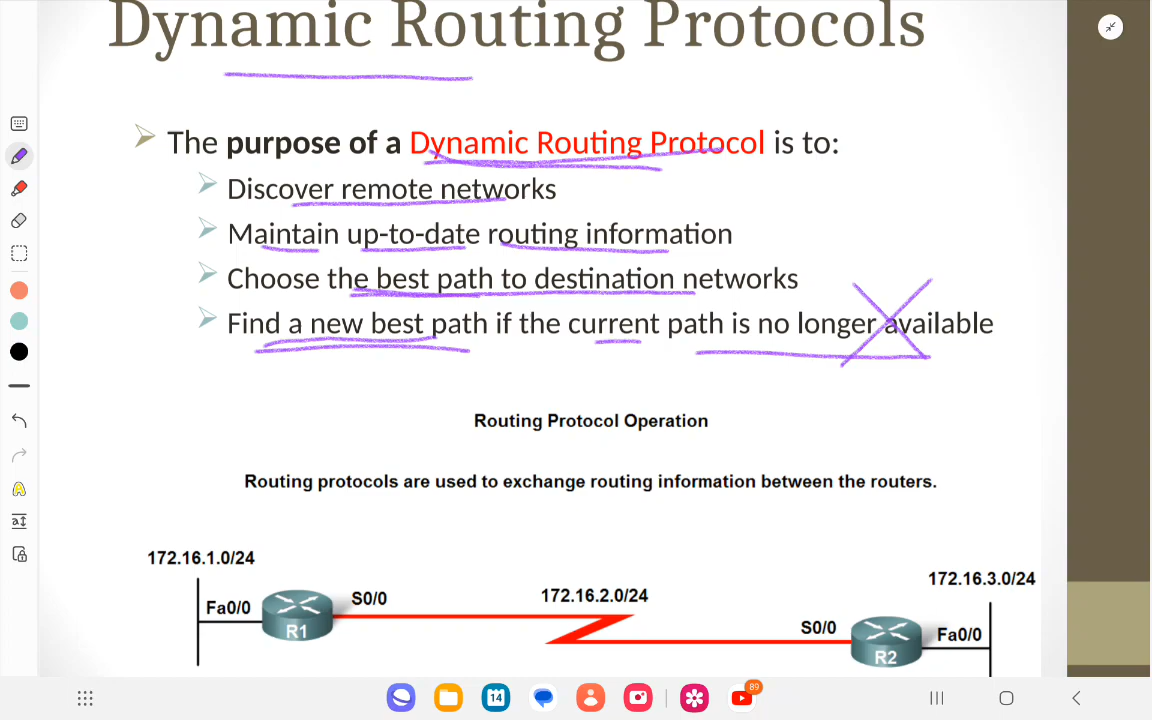 Dynamic Routing Protocols
The purpose of a Dynamic Routing Protocol is to:
Discover remote networks
Maintain up-to-date routing information
Choose the best path to destination networks
Find a new best path if the current path is no longer available
Routing Protocol Operation
Routing protocols are used to exchange routing information between the routers.
172.16.1.0/24
172.16.3.0/24
Fa0/0
S0/0
172.16.2.0/24
S0/0
Fa0/0
R1
R2
A
a
14
89